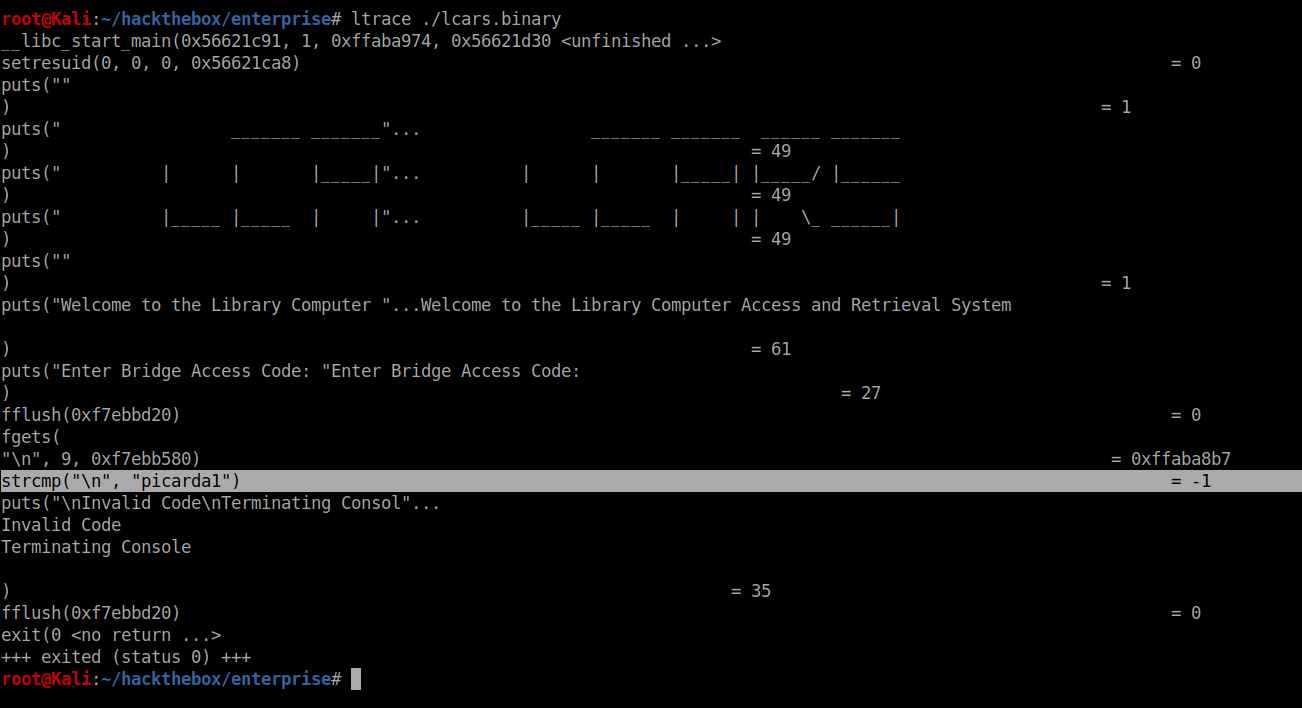 root@Kali:~/hackthebox/enterprise# ltrace ./lcars.binary
__libc_start_main(0x56621c91, 1, 0xffaba974, 0x56621d30 <unfinished ...>
setresuid(0, 0, 0, 0x56621ca8) = 0
puts(""
) = 1
puts("                 _______ _______"...                 _______ _______  ______ _______
) = 49
puts("          |      |       |_____|"...          |      |       |_____| |_____/ |______
) = 49
puts("          |_____ |_____  |     |"...          |_____ |_____  |     | |    \_ ______|
) = 49
puts(""
) = 1
puts("Welcome to the Library Computer "...Welcome to the Library Computer Access and Retrieval System
) = 61
puts("Enter Bridge Access Code: "Enter Bridge Access Code:
) = 27
fflush(0xf7ebbd20) = 0
fgets(
"\n", 9, 0xf7ebb580) = 0xffaba8b7
strcmp("\n", "picarda1") = -1
puts("\nInvalid Code\nTerminating Consol"...
Invalid Code
Terminating Console
) = 35
fflush(0xf7ebbd20) = 0
exit(0 <no return ...>
+++ exited (status 0) +++
root@Kali:~/hackthebox/enterprise#